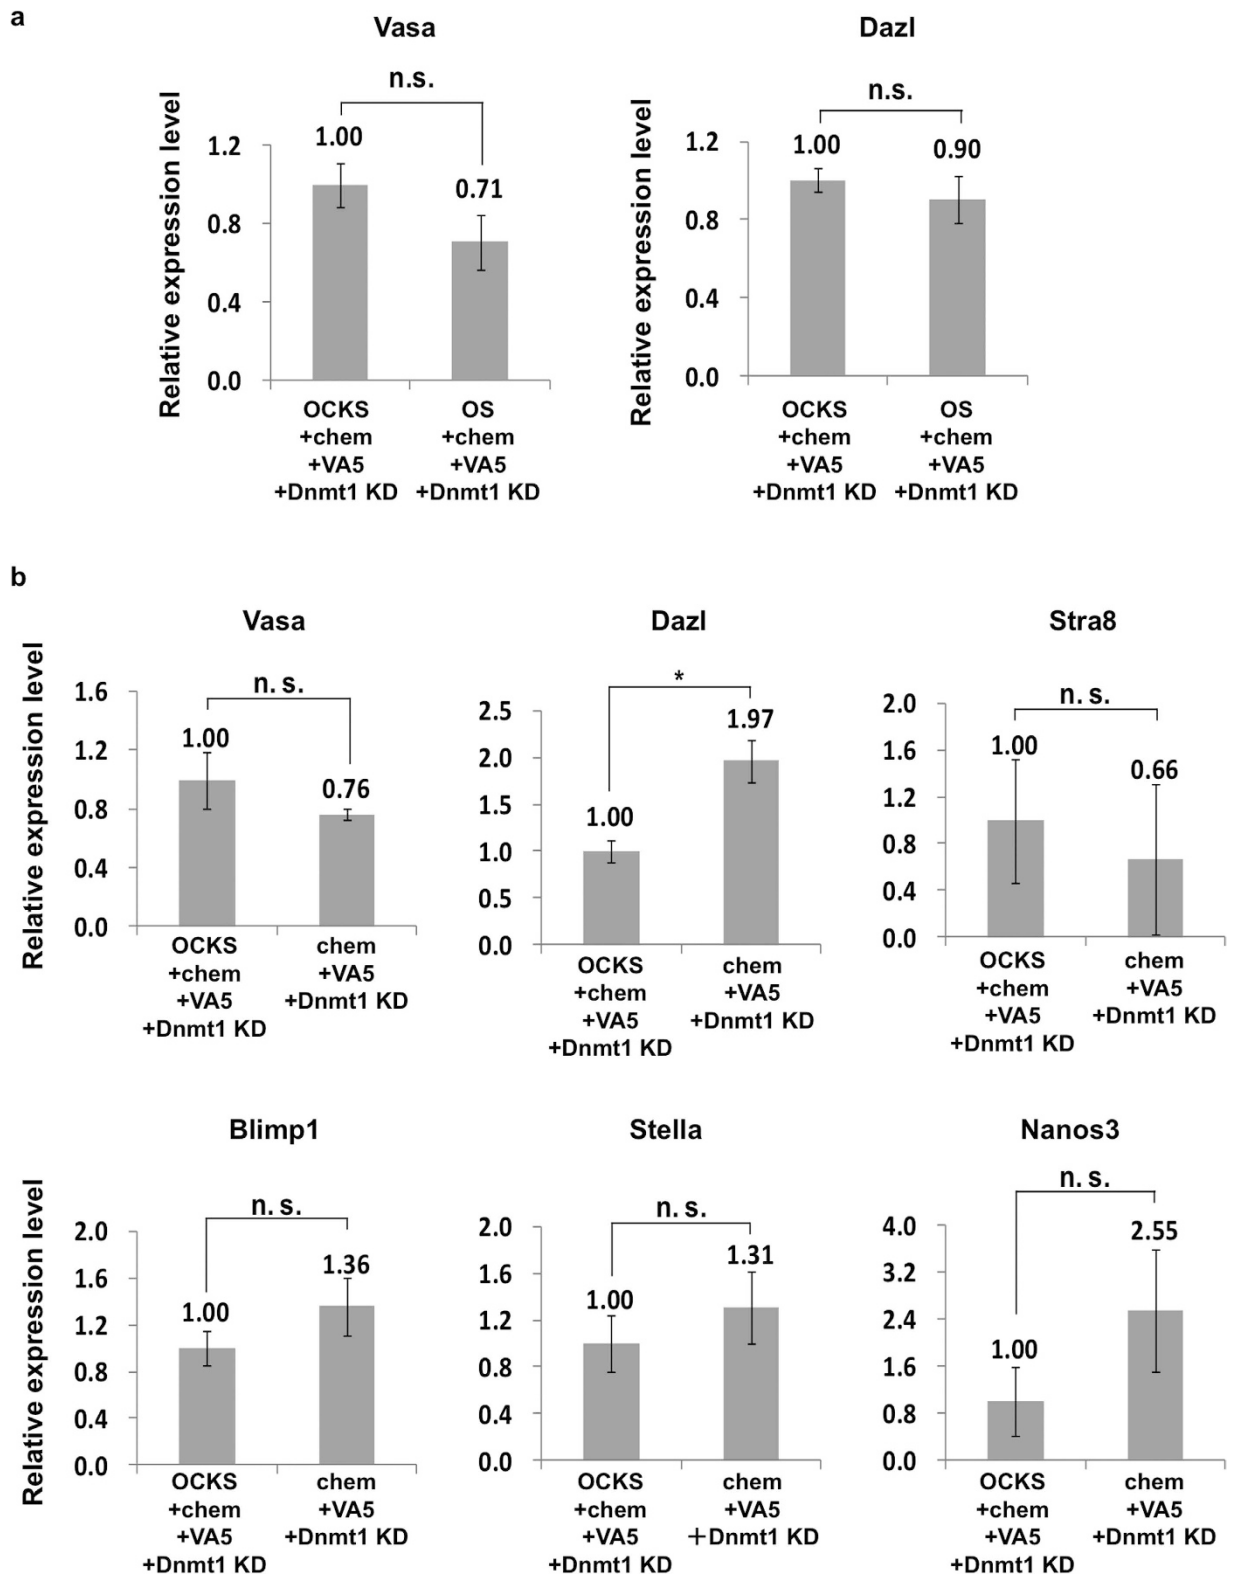 a
Vasa
Relative expression level
n.s.
1.00
0.71
1.2
0.8
0.4
0.0
OCKS
+chem
+VA5
+Dnmt1 KD
OS
+chem
+VA5
+Dnmt1 KD
Dazl
Relative expression level
n.s.
1.00
0.90
1.2
0.8
0.4
0.0
OCKS
+chem
+VA5
+Dnmt1 KD
OS
+chem
+VA5
+Dnmt1 KD
b
Vasa
Relative expression level
n. s.
1.00
0.76
1.6
1.2
0.8
0.4
0.0
OCKS
+chem
+VA5
+Dnmt1 KD
chem
+VA5
+Dnmt1 KD
Dazl
*
1.00
1.97
2.5
2.0
1.5
1.0
0.5
0.0
OCKS
+chem
+VA5
+Dnmt1 KD
chem
+VA5
+Dnmt1 KD
Stra8
n. s.
1.00
0.66
2.0
1.6
1.2
0.8
0.4
0.0
OCKS
+chem
+VA5
+Dnmt1 KD
chem
+VA5
+Dnmt1 KD
Blimp1
Relative expression level
n. s.
1.00
1.36
2.0
1.6
1.2
0.8
0.4
0.0
OCKS
+chem
+VA5
+Dnmt1 KD
chem
+VA5
+Dnmt1 KD
Stella
n. s.
1.00
1.31
2.0
1.6
1.2
0.8
0.4
0.0
OCKS
+chem
+VA5
+Dnmt1 KD
chem
+VA5
+Dnmt1 KD
Nanos3
n. s.
1.00
2.55
4.0
3.2
2.4
1.6
0.8
0.0
OCKS
+chem
+VA5
+Dnmt1 KD
chem
+VA5
+Dnmt1 KD